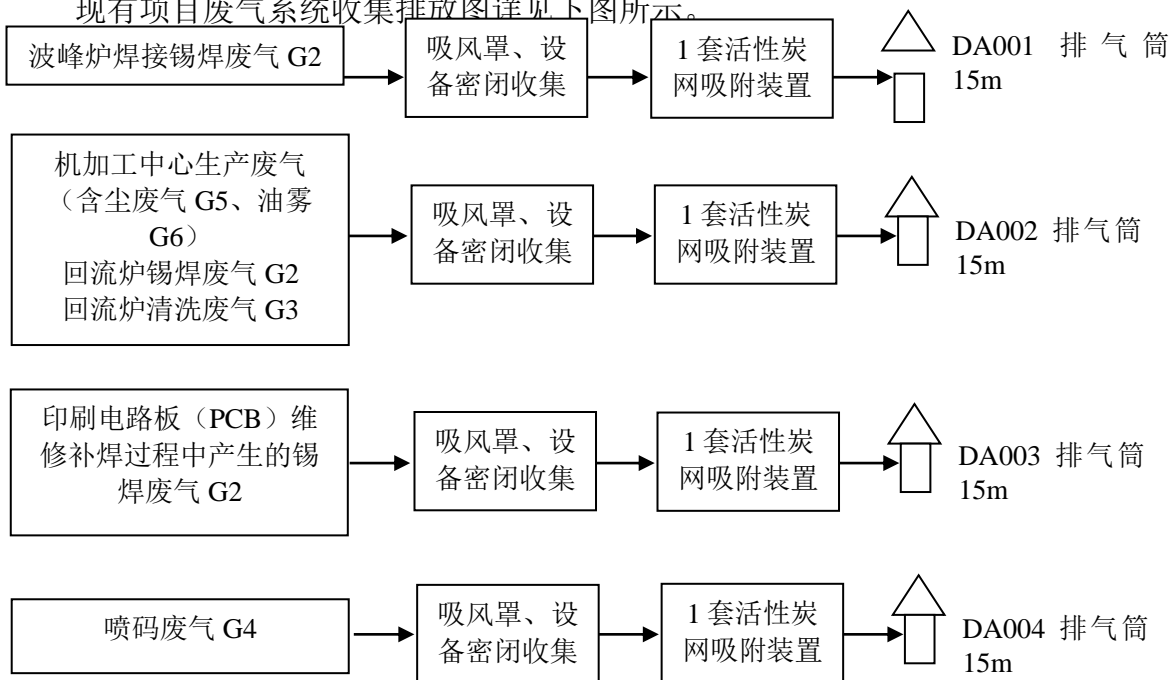 现有项目废气系统收集排放图详见下图所示。
波峰炉焊接锡焊废气 G2
吸风罩、设
备密闭收集
1 套活性炭
网吸附装置
DA001 排气筒
15m
机加工中心生产废气
（含尘废气 G5、油雾
G6）
回流炉锡焊废气 G2
回流炉清洗废气 G3
吸风罩、设
备密闭收集
1 套活性炭
网吸附装置
DA002 排气筒
15m
印刷电路板（PCB）维
修补焊过程中产生的锡
焊废气 G2
吸风罩、设
备密闭收集
1 套活性炭
网吸附装置
DA003 排气筒
15m
喷码废气 G4
吸风罩、设
备密闭收集
1 套活性炭
网吸附装置
DA004 排气筒
15m